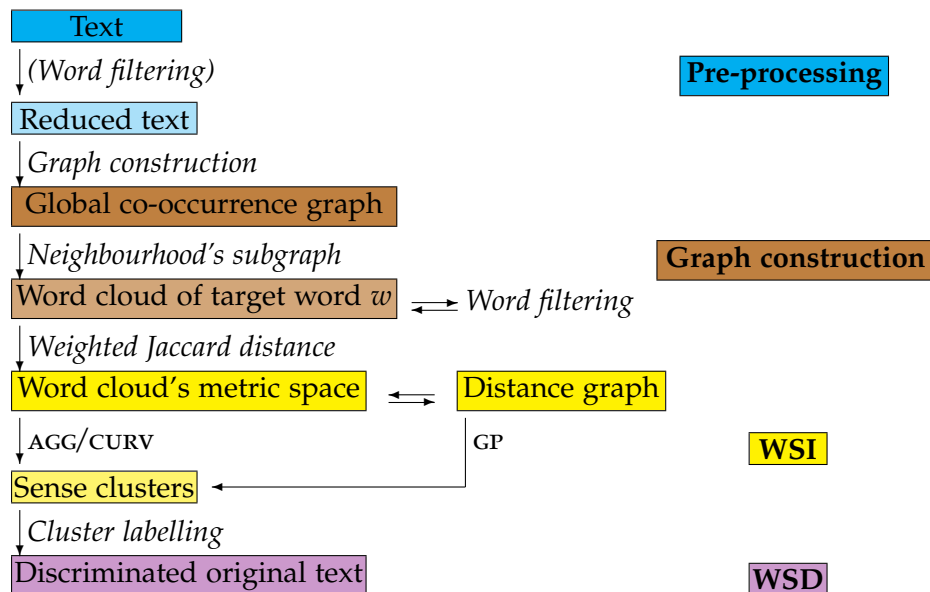 Text
(Word filtering)
Pre-processing
Reduced text
Graph construction
Global co-occurrence graph
Neighbourhood's subgraph
Graph construction
Word cloud of target word w
Word filtering
Weighted Jaccard distance
Word cloud's metric space
Distance graph
AGG/CURV
GP
WSI
Sense clusters
Cluster labelling
Discriminated original text
WSD